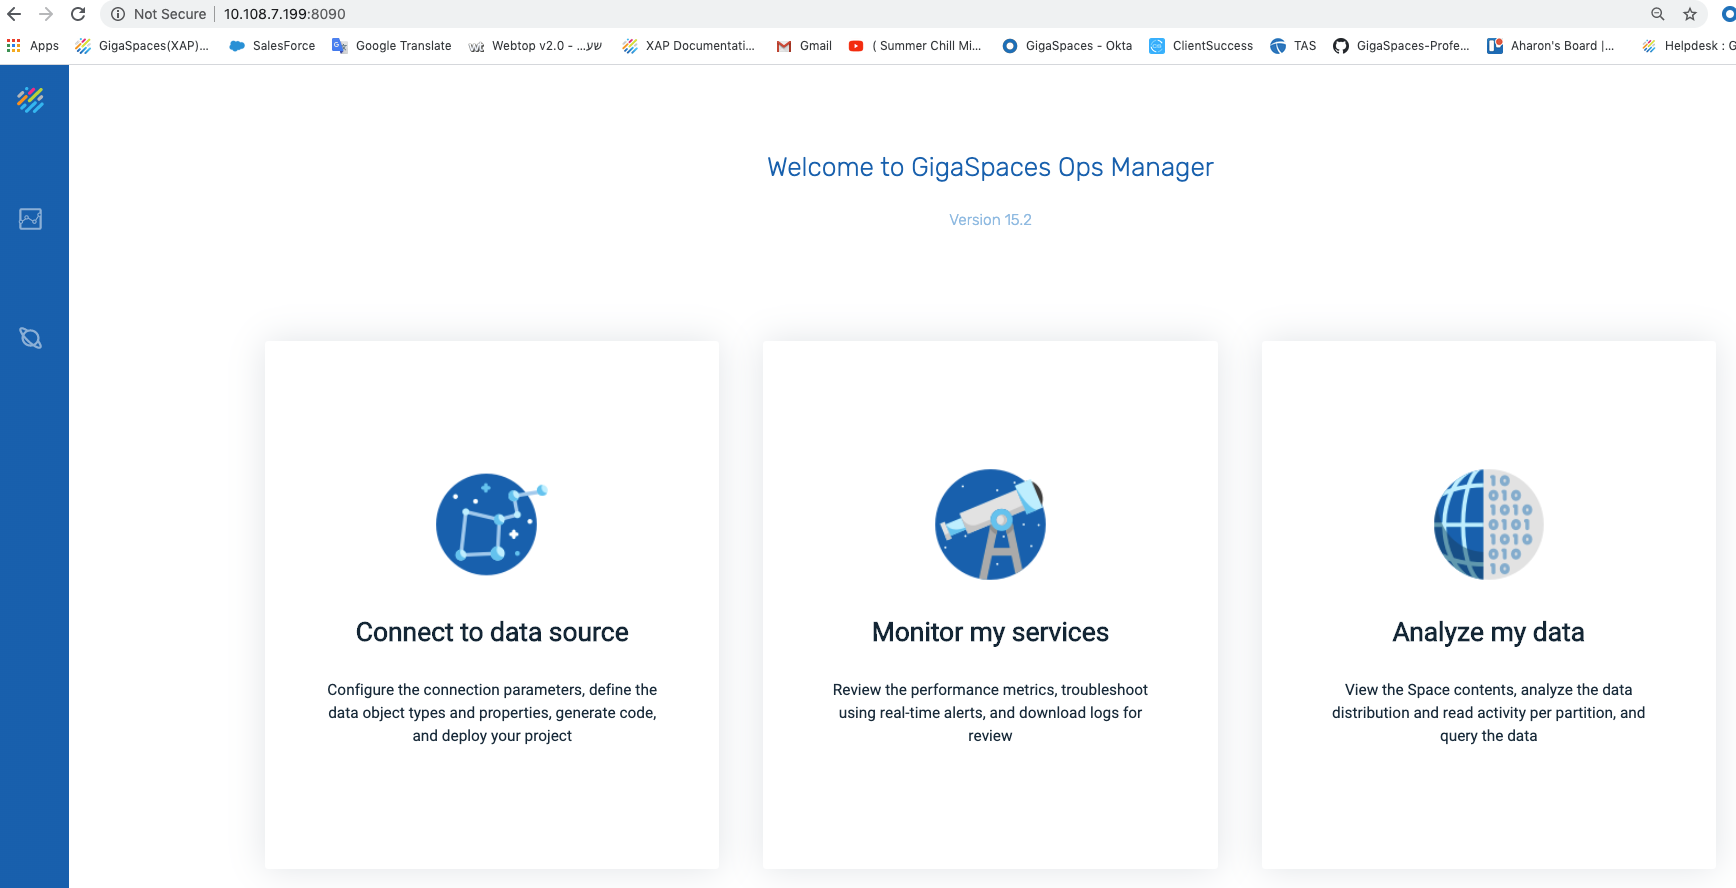 Not Secure | 10.108.7.199:8090
Apps GigaSpaces(XAP)... SalesForce Google Translate Webtop v2.0 - ...שע ( Summer Chill Mi... XAP Documentati... Gmail GigaSpaces - Okta ClientSuccess TAS GigaSpaces-Profe... Aharon's Board |... Helpdesk : G
Welcome to GigaSpaces Ops Manager
Version 15.2
Connect to data source
Configure the connection parameters, define the
data object types and properties, generate code,
and deploy your project
Monitor my services
Review the performance metrics, troubleshoot
using real-time alerts, and download logs for
review
10
010
1010
0101
1010
010
10
Analyze my data
View the Space contents, analyze the data
distribution and read activity per partition, and
query the data